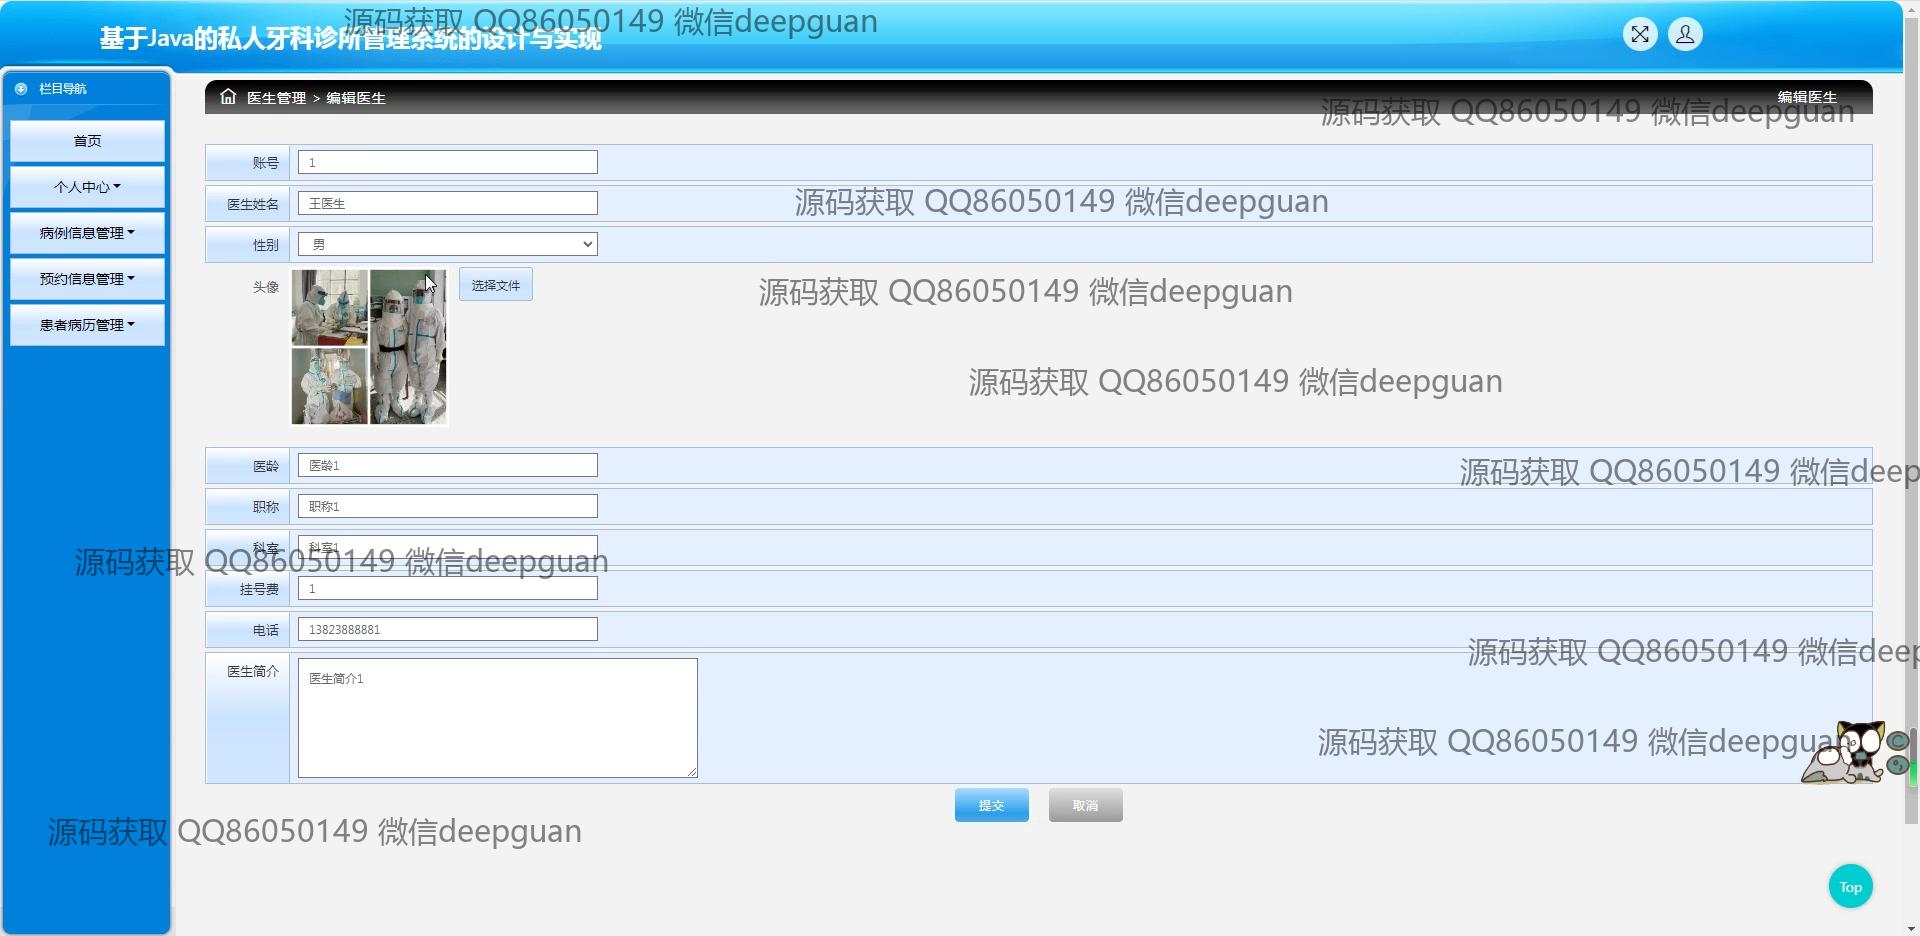 源码获取 QQ86050149 微信deepguan
基于Java的私人牙科诊所管理系统的设计与实现
栏目导航
医生管理 > 编辑医生
编辑医生
源码获取 QQ86050149 微信deepguan
首页
个人中心
病例信息管理
预约信息管理
患者病历管理
账号 1
医生姓名 王医生
源码获取 QQ86050149 微信deepguan
性别 男
头像
选择文件
源码获取 QQ86050149 微信deepguan
源码获取 QQ86050149 微信deepguan
医龄 医龄1
源码获取 QQ86050149 微信deep
职称 职称1
科室 科室1
源码获取 QQ86050149 微信deepguan
挂号费 1
电话 13823888881
源码获取 QQ86050149 微信deep
医生简介 医生简介1
源码获取 QQ86050149 微信deepguan
提交
取消
源码获取 QQ86050149 微信deepguan
Top